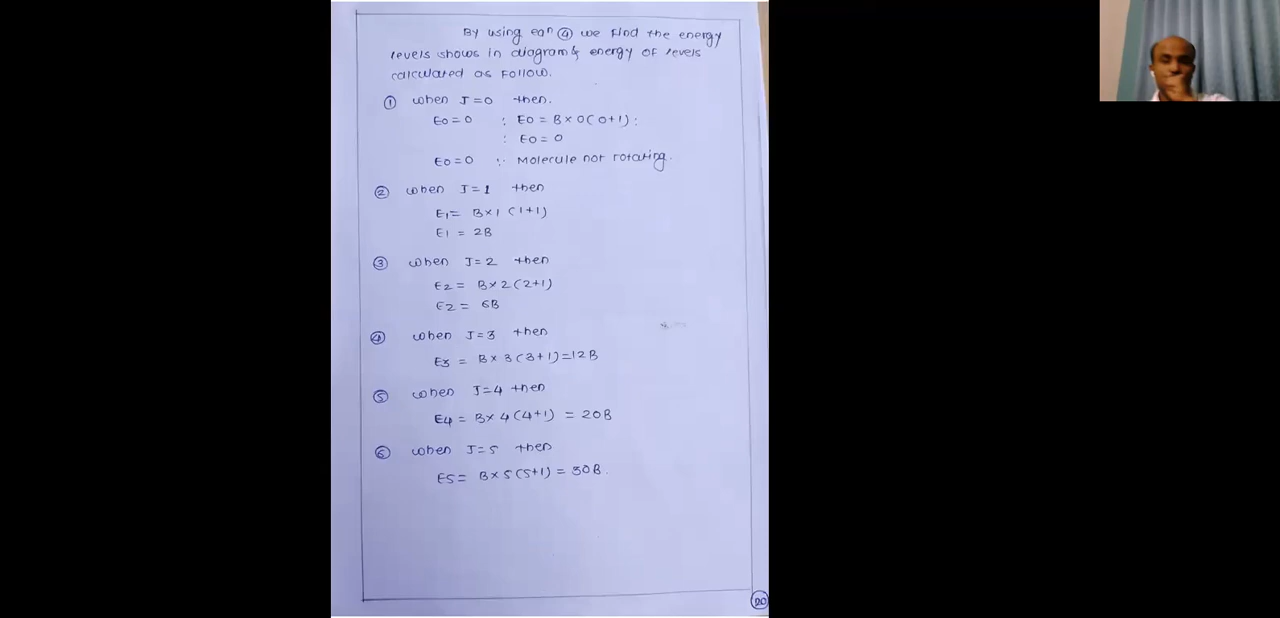 By using eqn ④ we find the energy
levels shows in diagram & energy of levels
calculated as follow.
① when J=0 then.
E0=0 ∵ E0 = B×0(0+1).
∵ E0 = 0
E0=0 ∵ Molecule not rotating.
② when J=1 then
E1= B×1 (1+1)
E1 = 2B
③ when J=2 then
E2 = B×2(2+1)
E2 = 6B
④ when J=3 then
E3 = B×3(3+1)=12B
⑤ when J=4 then
E4 = B×4(4+1) = 20B
⑥ when J=5 then
E5= B×5(5+1) = 30B.